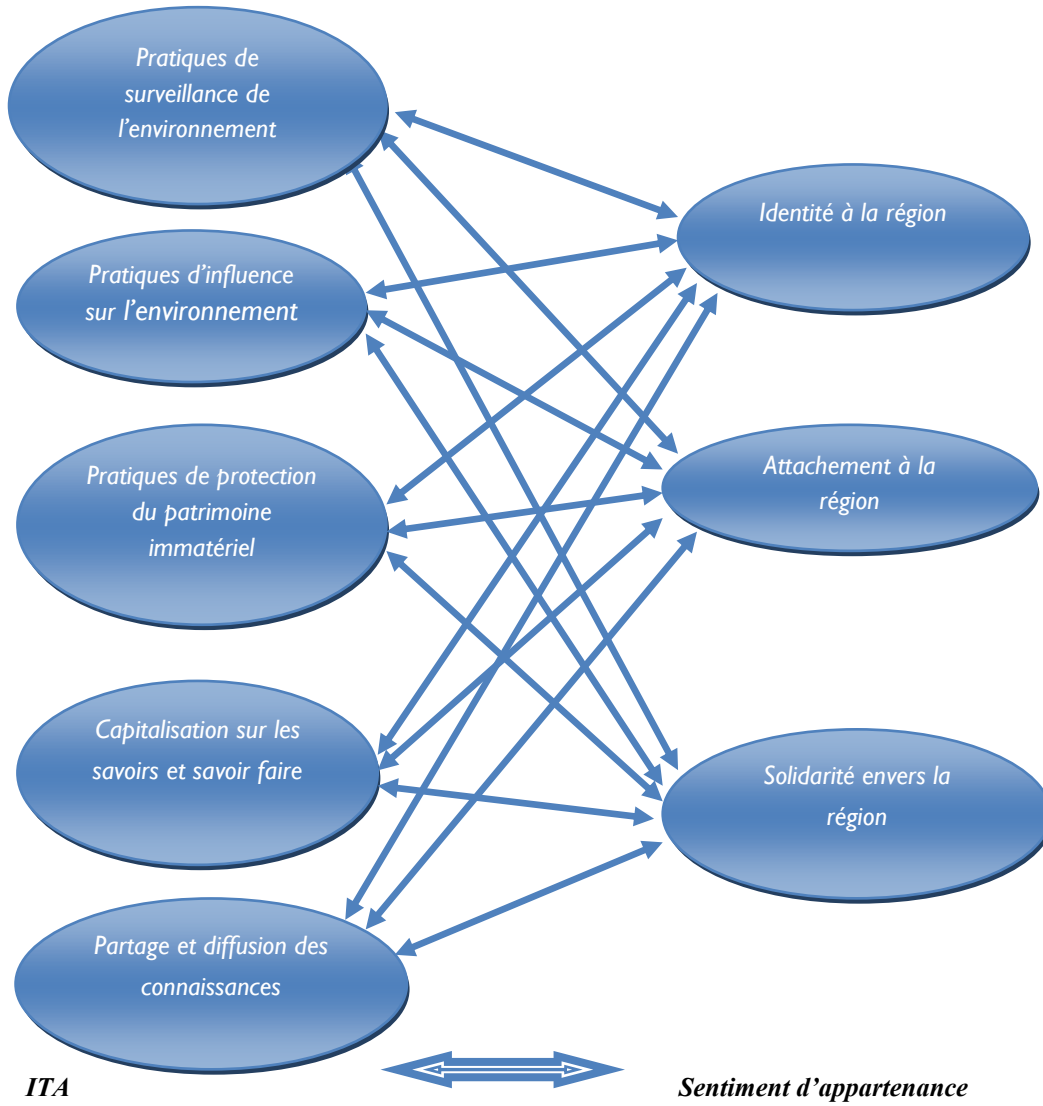 Pratiques de
surveillance de
l'environnement
Identité à la région
Pratiques d'influence
sur l'environnement
Pratiques de protection
du patrimoine
immatériel
Attachement à la
région
Capitalisation sur les
savoirs et savoir faire
Solidarité envers la
région
Partage et diffusion des
connaissances
ITA
Sentiment d'appartenance